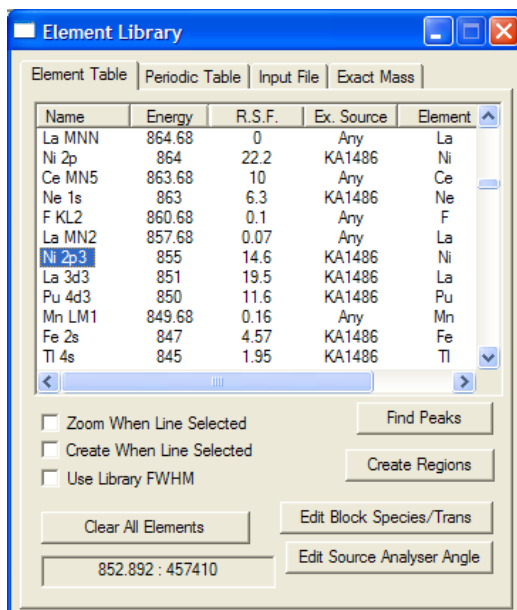 Element Library
Element Table Periodic Table Input File Exact Mass
Name Energy R.S.F. Ex. Source Element
La MNN 864.68 0 Any La
Ni 2p 864 22.2 KA1486 Ni
Ce MN5 863.68 10 Any Ce
Ne 1s 863 6.3 KA1486 Ne
F KL2 860.68 0.1 Any F
La MN2 857.68 0.07 Any La
Ni 2p3 855 14.6 KA1486 Ni
La 3d3 851 19.5 KA1486 La
Pu 4d3 850 11.6 KA1486 Pu
Mn LM1 849.68 0.16 Any Mn
Fe 2s 847 4.57 KA1486 Fe
Tl 4s 845 1.95 KA1486 Tl
Zoom When Line Selected
Find Peaks
Create When Line Selected
Create Regions
Use Library FWHM
Clear All Elements
Edit Block Species/Trans
Edit Source Analyser Angle
852.892 : 457410